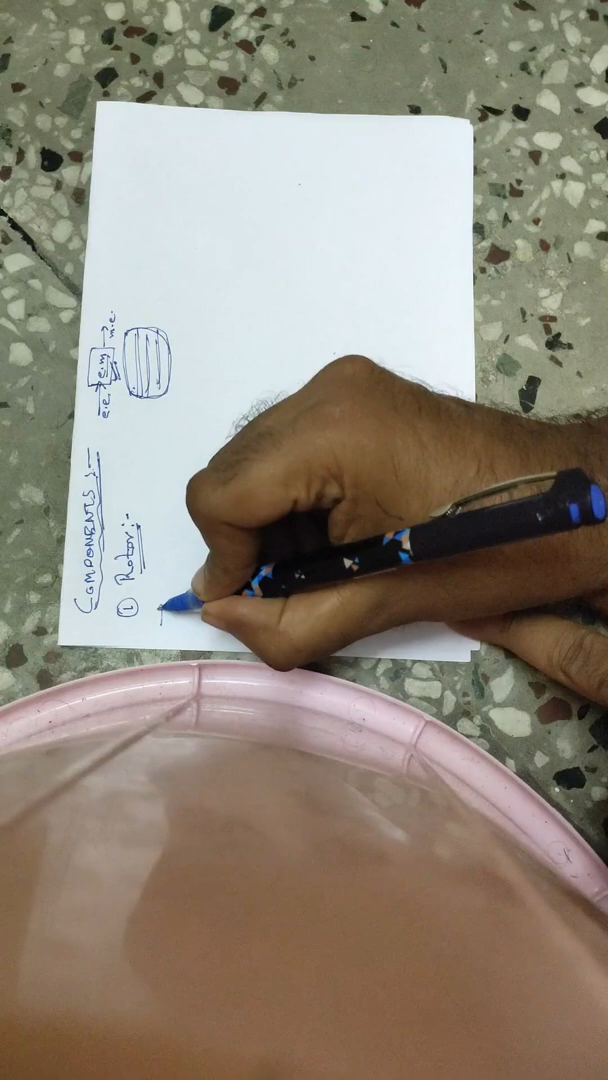 COMPONENTS :-
e.e. → e.m → m.e.
① Rotor :-